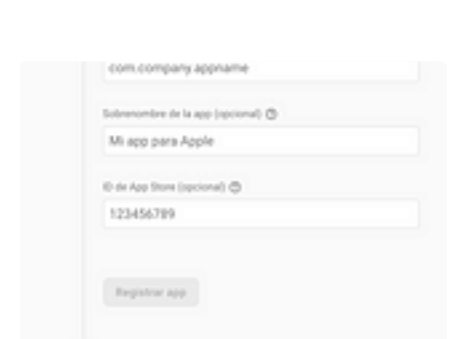 com.company.appname
Sobrenombre de la app (opcional)
Mi app para Apple
ID de App Store (opcional)
123456789
Registrar app